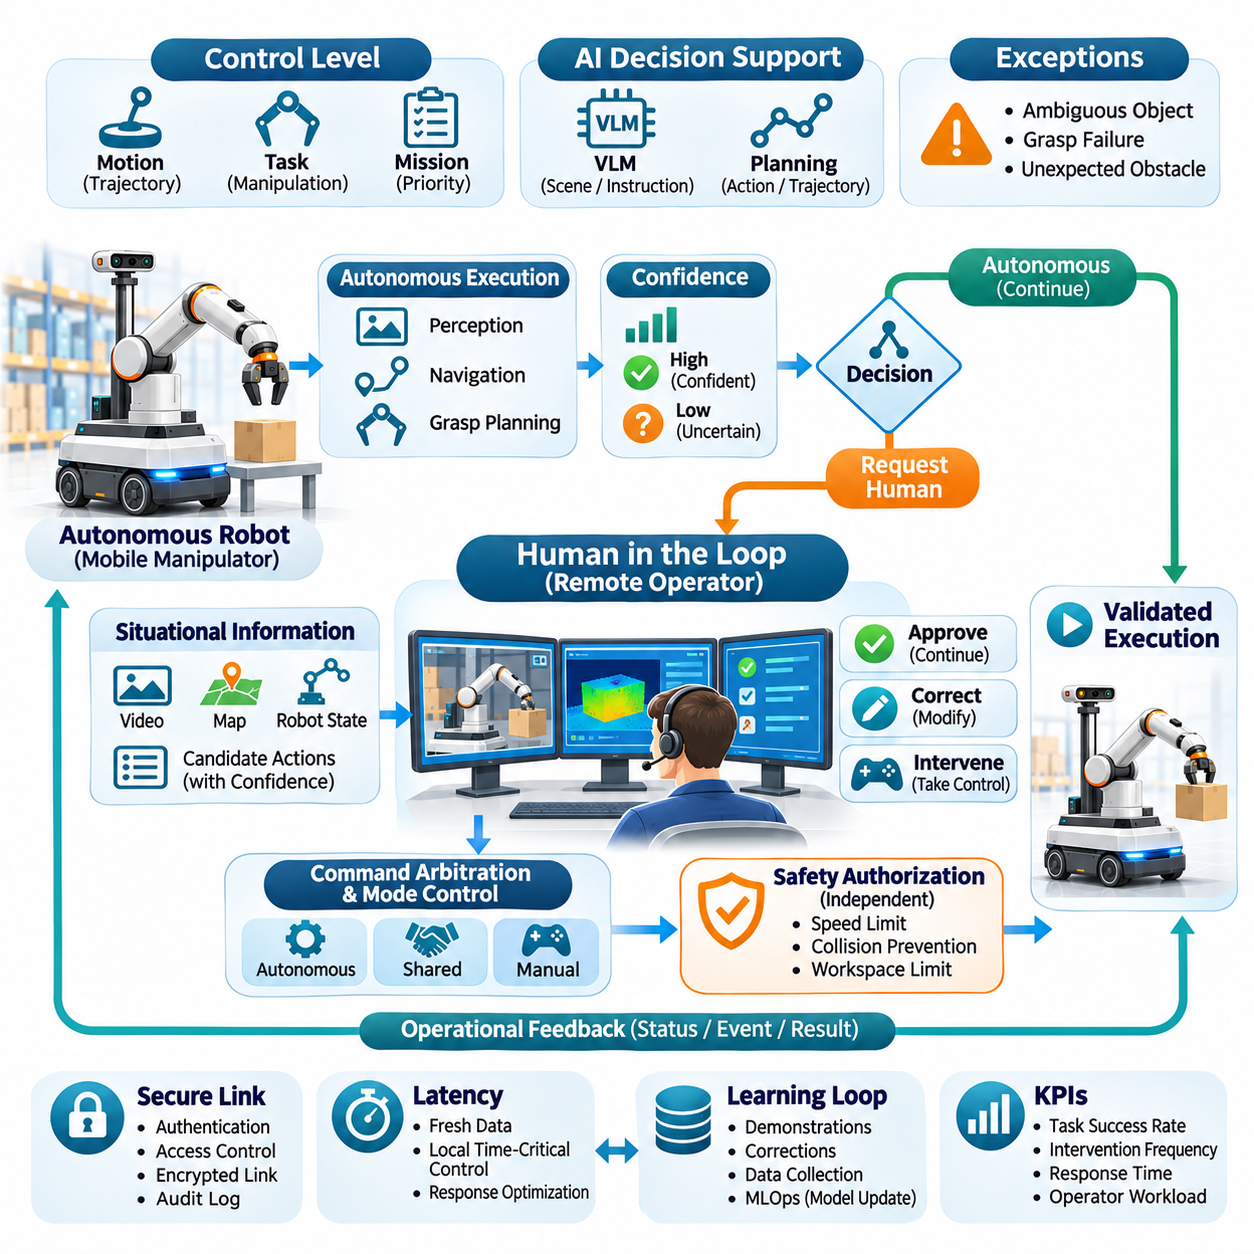 Control Level
Motion
(Trajectory)
Task
(Manipulation)
Mission
(Priority)
AI Decision Support
VLM
VLM
(Scene / Instruction)
Planning
(Action / Trajectory)
Exceptions
• Ambiguous Object
• Grasp Failure
• Unexpected Obstacle
Autonomous Robot
(Mobile Manipulator)
Autonomous Execution
Perception
Navigation
Grasp Planning
Confidence
High
(Confident)
Low
(Uncertain)
Decision
Autonomous
(Continue)
Request
Human
Human in the Loop
(Remote Operator)
Situational Information
Video
Map
Robot State
Candidate Actions
(with Confidence)
Approve
(Continue)
Correct
(Modify)
Intervene
(Take Control)
Validated
Execution
Command Arbitration
& Mode Control
Autonomous
Shared
Manual
Safety Authorization
(Independent)
• Speed Limit
• Collision Prevention
• Workspace Limit
Operational Feedback (Status / Event / Result)
Secure Link
• Authentication
• Access Control
• Encrypted Link
• Audit Log
Latency
• Fresh Data
• Local Time-Critical
Control
• Response Optimization
Learning Loop
• Demonstrations
• Corrections
• Data Collection
• MLOps (Model Update)
KPIs
• Task Success Rate
• Intervention Frequency
• Response Time
• Operator Workload